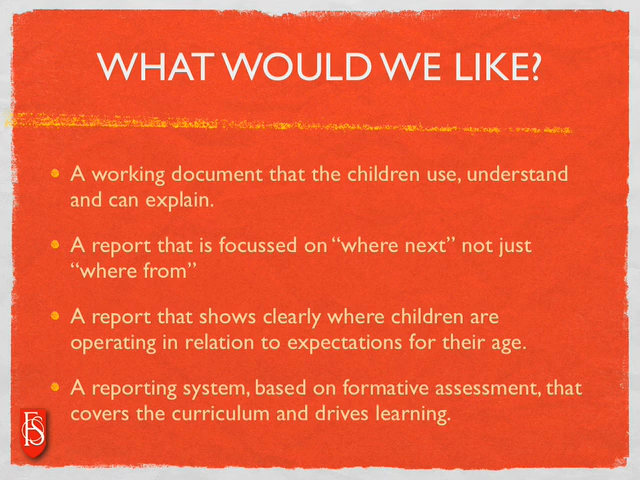 WHAT WOULD WE LIKE?
• A working document that the children use, understand
and can explain.
• A report that is focussed on “where next” not just
“where from”
• A report that shows clearly where children are
operating in relation to expectations for their age.
• A reporting system, based on formative assessment, that
covers the curriculum and drives learning.